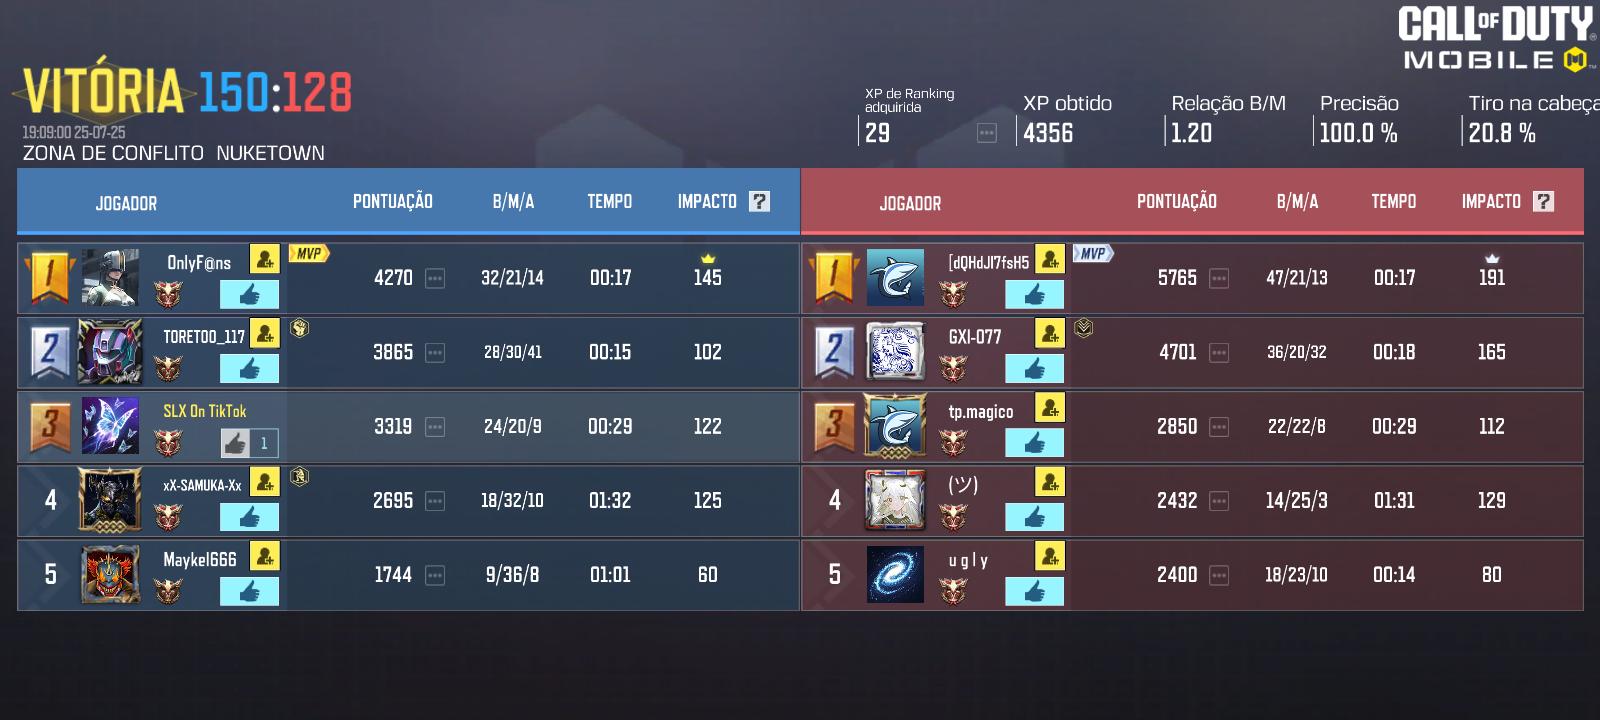 CALL OF DUTY
MOBILE
VITÓRIA 150:128
19:09:00 25-07-25
ZONA DE CONFLITO NUKETOWN
XP de Ranking adquirida
29
XP obtido
4356
Relação B/M
1.20
Precisão
100.0 %
Tiro na cabeça
20.8 %
JOGADOR PONTUAÇÃO B/M/A TEMPO IMPACTO ?
1 OnlyF@ns MVP 4270 32/21/14 00:17 145
2 TORETOO_117 3865 28/30/41 00:15 102
3 SLX On TikTok 1 3319 24/20/9 00:29 122
4 xX-SAMUKA-Xx 2695 18/32/10 01:32 125
5 Maykel666 1744 9/36/8 01:01 60
JOGADOR PONTUAÇÃO B/M/A TEMPO IMPACTO ?
1 [dQHdJI7fsH5 MVP 5765 47/21/13 00:17 191
2 GXI-077 4701 36/20/32 00:18 165
3 tp.magico 2850 22/22/8 00:29 112
4 (ツ) 2432 14/25/3 01:31 129
5 u g l y 2400 18/23/10 00:14 80